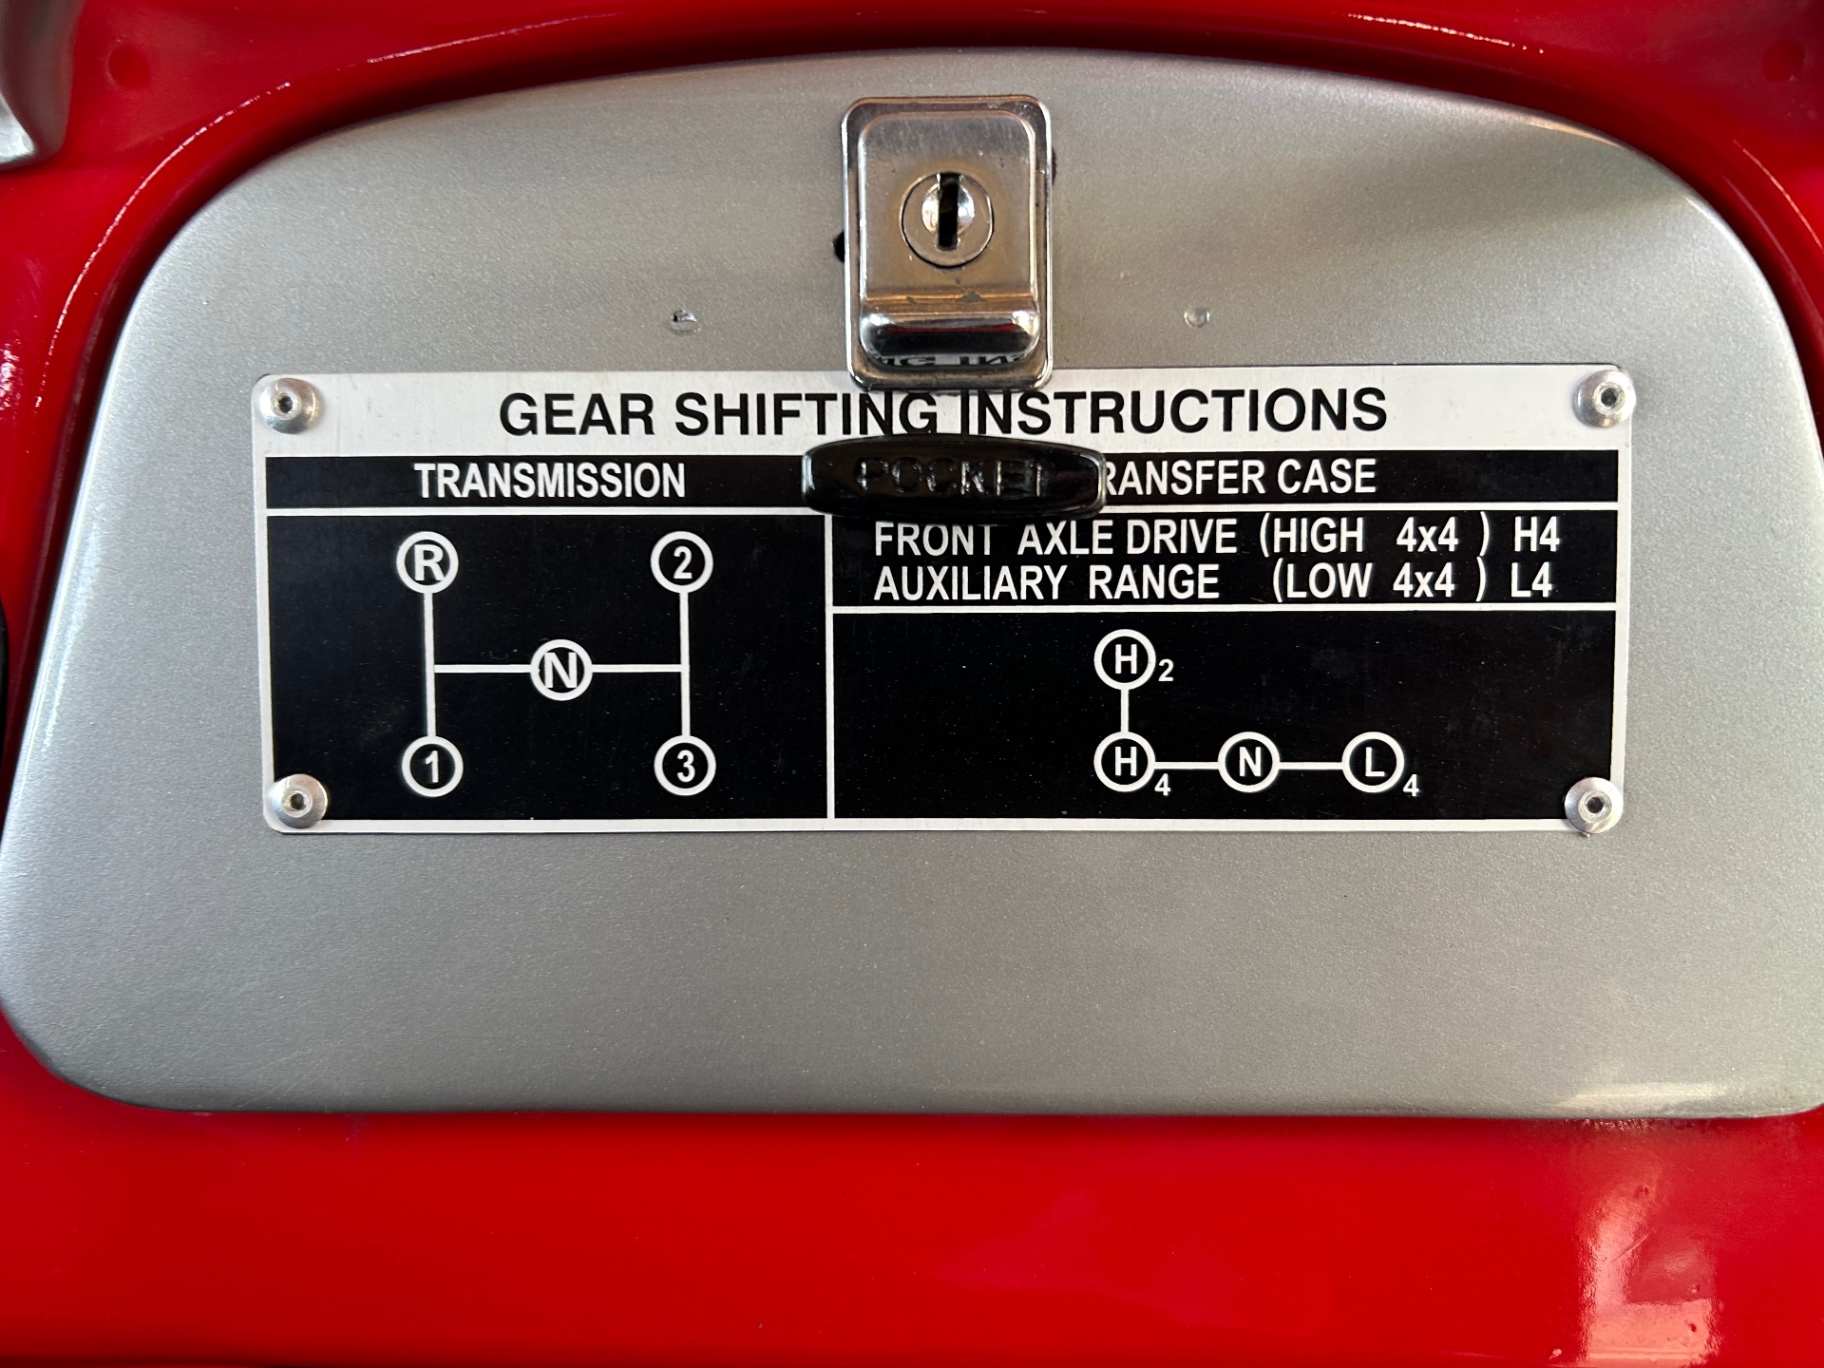 GEAR SHIFTING INSTRUCTIONS
POCKET
TRANSMISSION
RANSFER CASE
FRONT AXLE DRIVE (HIGH 4x4 ) H4
AUXILIARY RANGE (LOW 4x4 ) L4
R 2
N
1 3
H2
H4 N L4